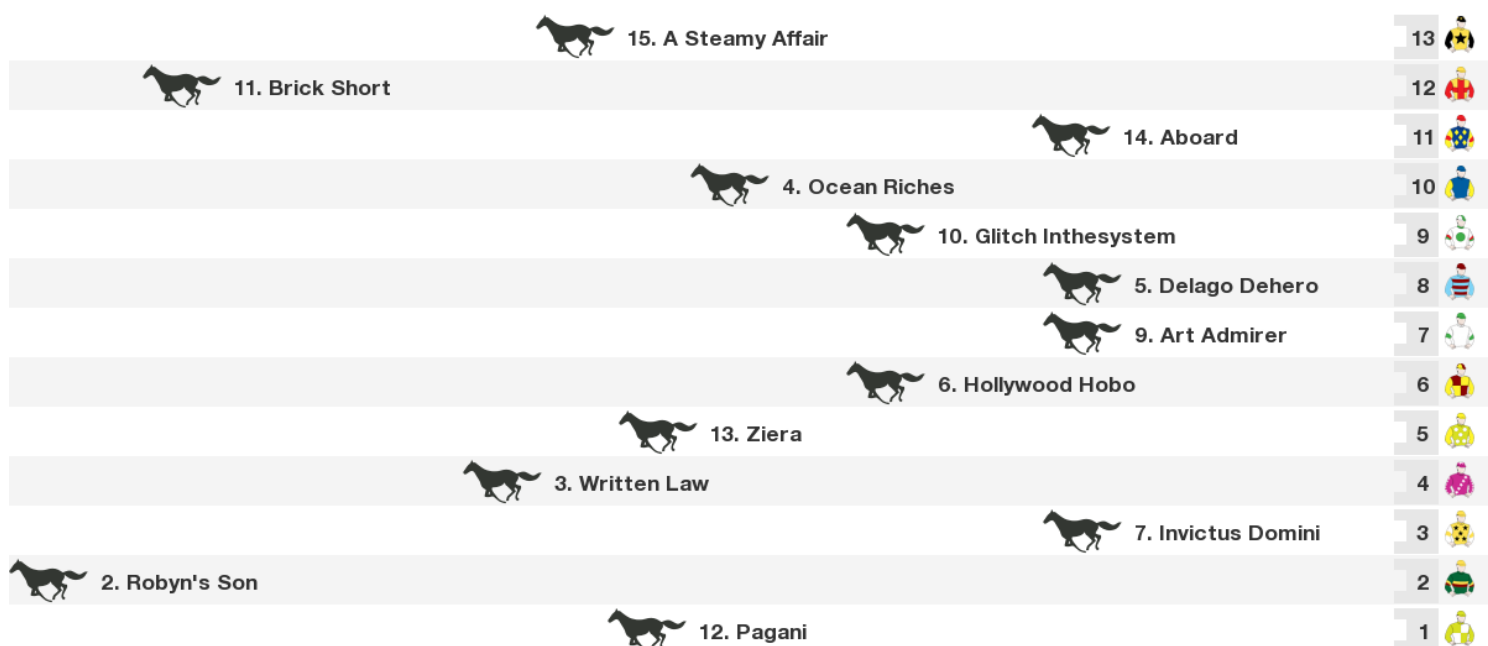 15. A Steamy Affair 13
11. Brick Short 12
14. Aboard 11
4. Ocean Riches 10
10. Glitch Inthesystem 9
5. Delago Dehero 8
9. Art Admirer 7
6. Hollywood Hobo 6
13. Ziera 5
3. Written Law 4
7. Invictus Domini 3
2. Robyn's Son 2
12. Pagani 1